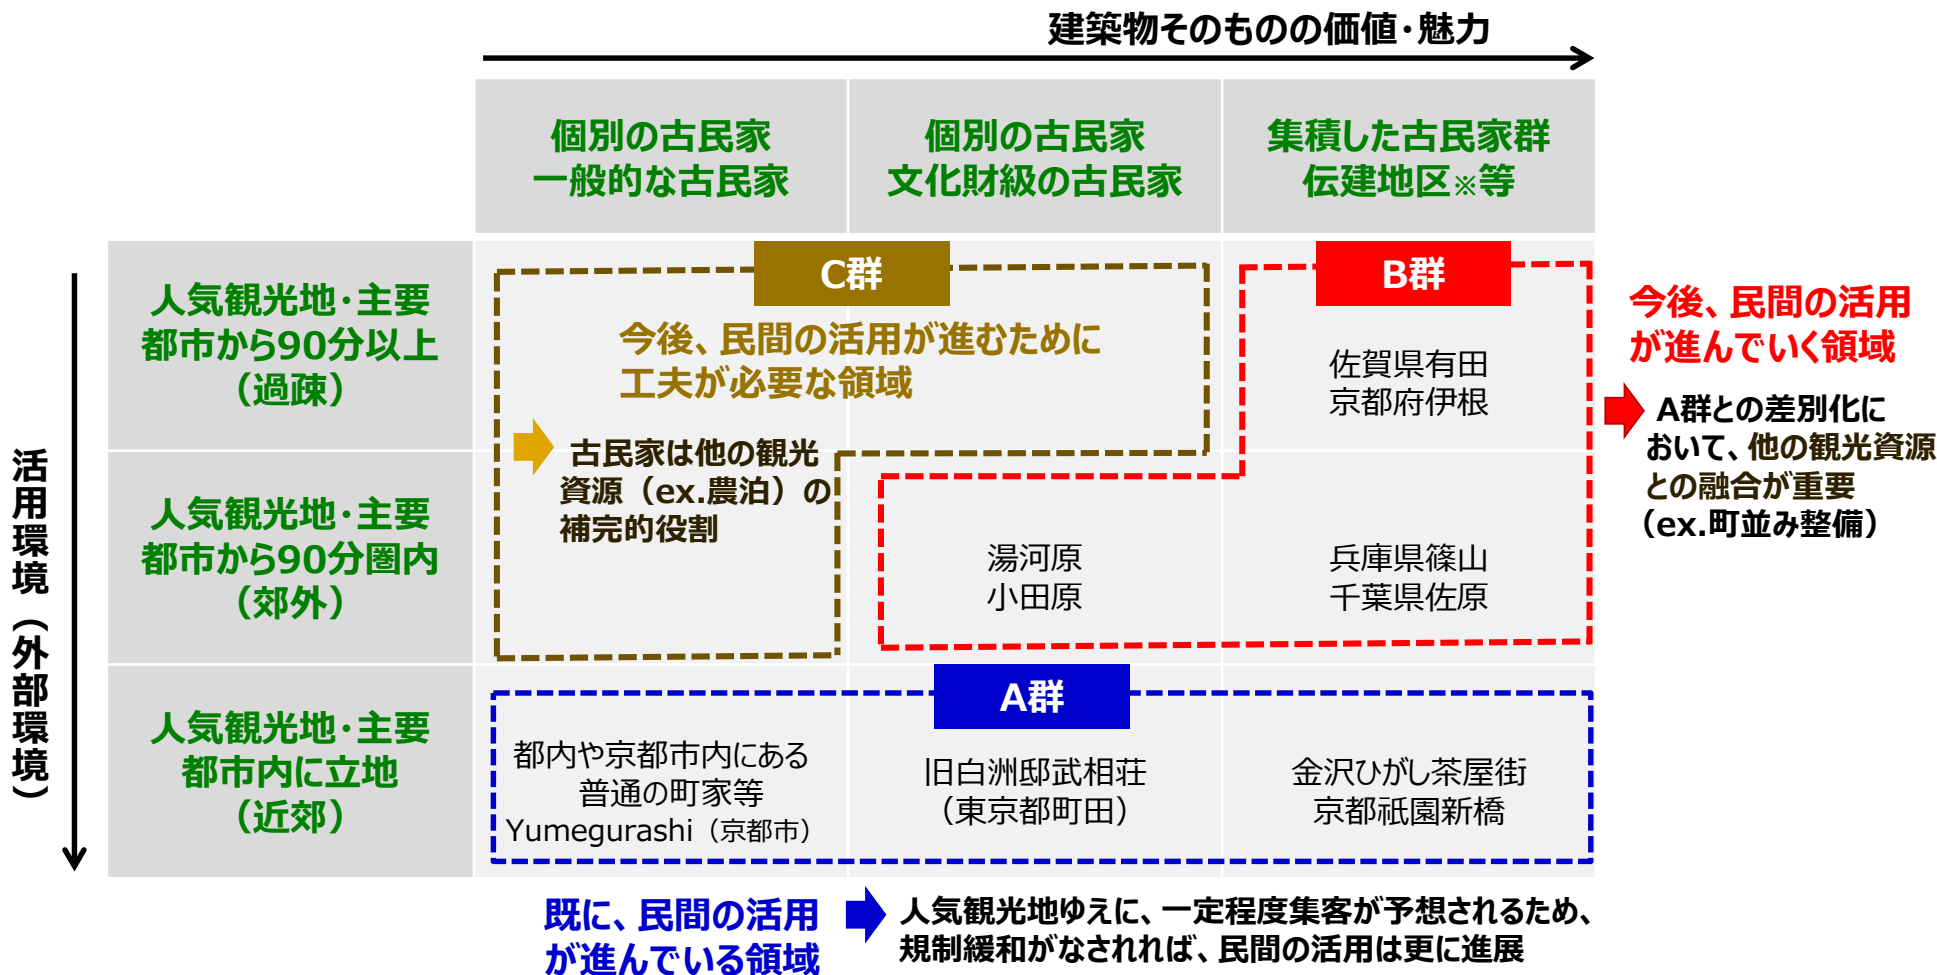 建築物そのものの価値・魅力
個別の古民家
一般的な古民家
個別の古民家
文化財級の古民家
集積した古民家群
伝建地区※等
活用環境（外部環境）
人気観光地・主要
都市から90分以上
（過疎）
C群
今後、民間の活用が進むために
工夫が必要な領域
古民家は他の観光
資源（ex.農泊）の
補完的役割
B群
佐賀県有田
京都府伊根
今後、民間の活用
が進んでいく領域
A群との差別化に
おいて、他の観光資源
との融合が重要
（ex.町並み整備）
人気観光地・主要
都市から90分圏内
（郊外）
湯河原
小田原
兵庫県篠山
千葉県佐原
人気観光地・主要
都市内に立地
（近郊）
A群
都内や京都市内にある
普通の町家等
Yumegurashi（京都市）
旧白洲邸武相荘
（東京都町田）
金沢ひがし茶屋街
京都祇園新橋
既に、民間の活用
が進んでいる領域
人気観光地ゆえに、一定程度集客が予想されるため、
規制緩和がなされれば、民間の活用は更に進展